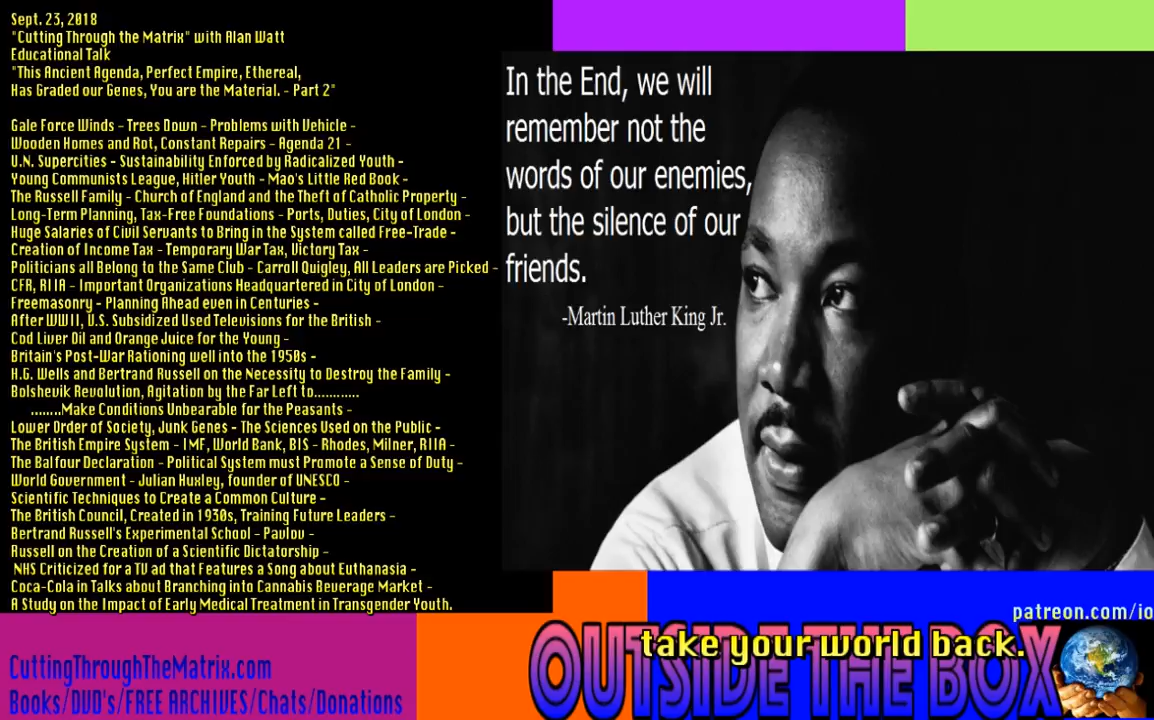 Sept. 23, 2018
"Cutting Through the Matrix" with Alan Watt
Educational Talk
"This Ancient Agenda, Perfect Empire, Ethereal,
Has Graded our Genes, You are the Material. - Part 2"
Gale Force Winds - Trees Down - Problems with Vehicle -
Wooden Homes and Rot, Constant Repairs - Agenda 21 -
U.N. Supercities - Sustainability Enforced by Radicalized Youth -
Young Communists League, Hitler Youth - Mao's Little Red Book -
The Russell Family - Church of England and the Theft of Catholic Property -
Long-Term Planning, Tax-Free Foundations - Ports, Duties, City of London -
Huge Salaries of Civil Servants to Bring in the System called Free-Trade -
Creation of Income Tax - Temporary War Tax, Victory Tax -
Politicians all Belong to the Same Club - Carroll Quigley, All Leaders are Picked -
CFR, RIIA - Important Organizations Headquartered in City of London -
Freemasonry - Planning Ahead even in Centuries -
After WWII, U.S. Subsidized Used Televisions for the British -
Cod Liver Oil and Orange Juice for the Young -
Britain's Post-War Rationing well into the 1950s -
H.G. Wells and Bertrand Russell on the Necessity to Destroy the Family -
Bolshevik Revolution, Agitation by the Far Left to............
........Make Conditions Unbearable for the Peasants -
Lower Order of Society, Junk Genes - The Sciences Used on the Public -
The British Empire System - IMF, World Bank, BIS - Rhodes, Milner, RIIA -
The Balfour Declaration - Political System must Promote a Sense of Duty -
World Government - Julian Huxley, founder of UNESCO -
Scientific Techniques to Create a Common Culture -
The British Council, Created in 1930s, Training Future Leaders -
Bertrand Russell's Experimental School - Pavlov -
Russell on the Creation of a Scientific Dictatorship -
NHS Criticized for a TV ad that Features a Song about Euthanasia -
Coca-Cola in Talks about Branching into Cannabis Beverage Market -
A Study on the Impact of Early Medical Treatment in Transgender Youth.
In the End, we will
remember not the
words of our enemies,
but the silence of our
friends.
-Martin Luther King Jr.
patreon.com/io
OUTSIDE THE BOX
take your world back.
CuttingThroughTheMatrix.com
Books/DVD's/FREE ARCHIVES/Chats/Donations